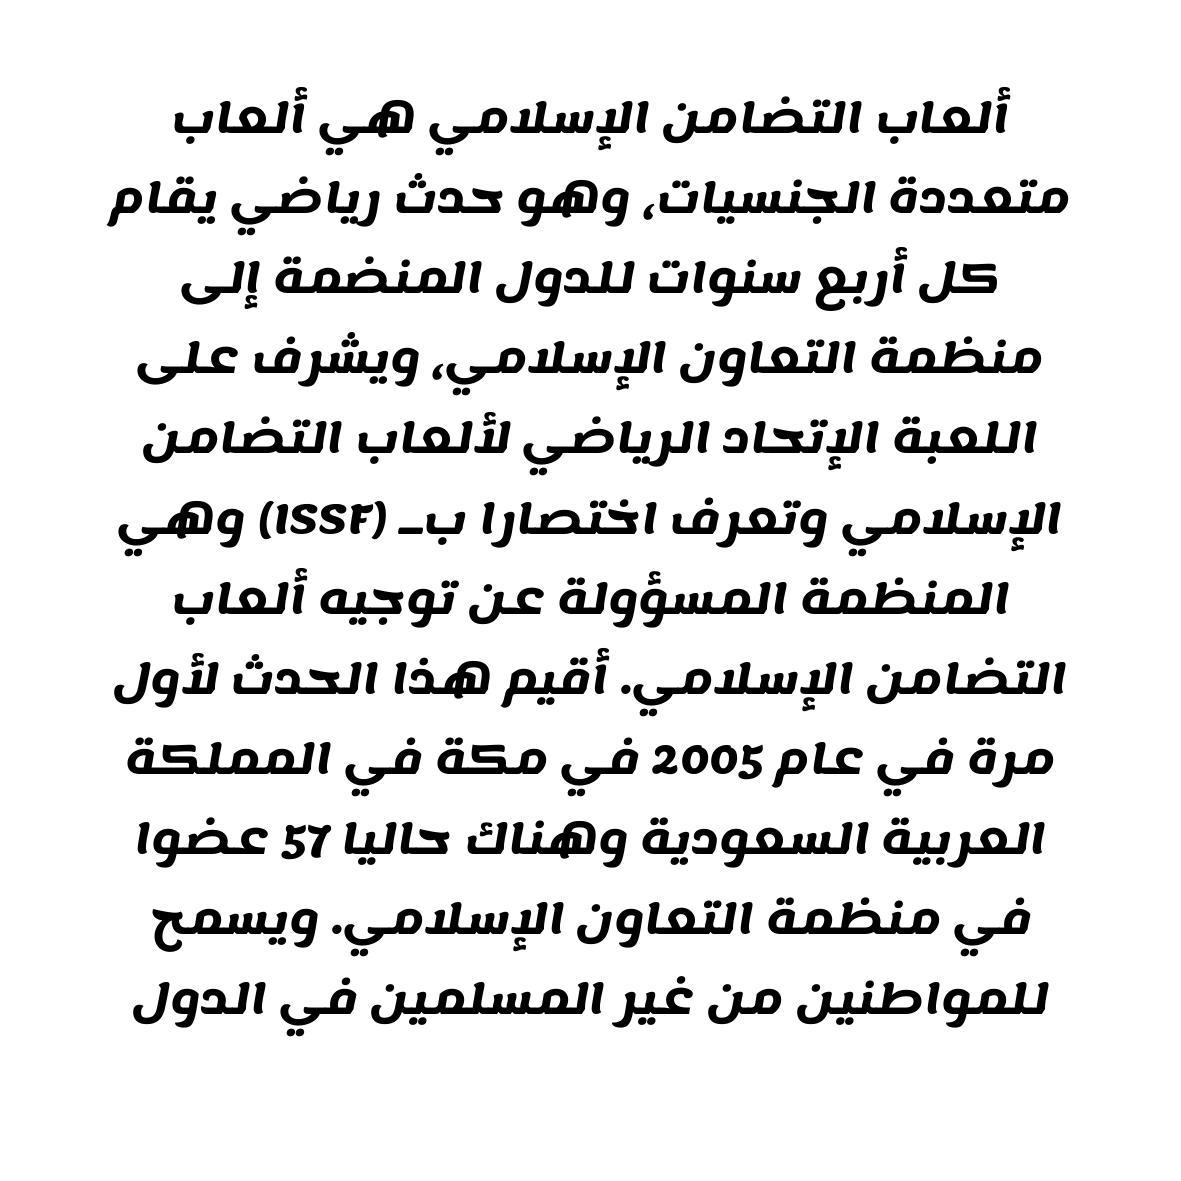 ألعاب التضامن الإسلامي هي ألعاب
متعددة الجنسيات، وهو حدث رياضي يقام
كل أربع سنوات للدول المنضمة إلى
منظمة التعاون الإسلامي، ويشرف على
اللعبة الإتحاد الرياضي لألعاب التضامن
الإسلامي وتعرف اختصارا بـ (ISSF) وهي
المنظمة المسؤولة عن توجيه ألعاب
التضامن الإسلامي. أقيم هذا الحدث لأول
مرة في عام 2005 في مكة في المملكة
العربية السعودية وهناك حاليا 57 عضوا
في منظمة التعاون الإسلامي. ويسمح
للمواطنين من غير المسلمين في الدول